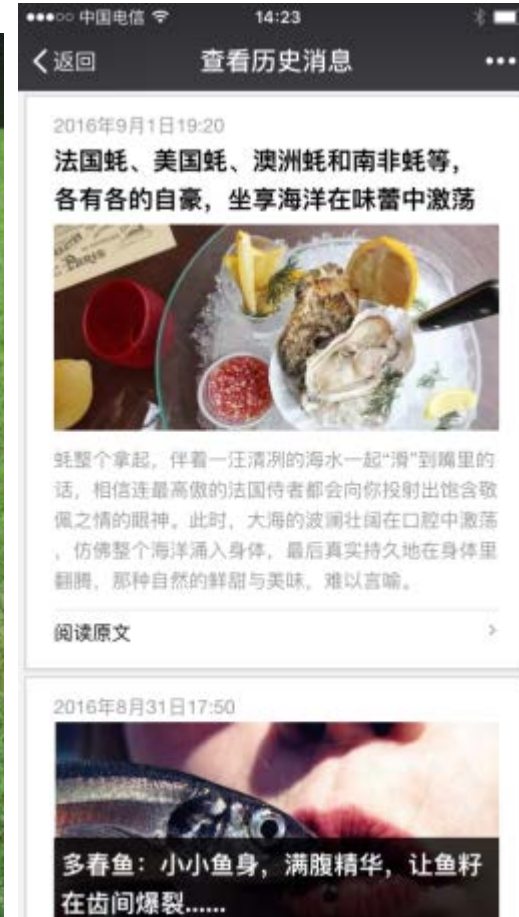 中国电信 14:23
返回 查看历史消息
2016年9月1日19:20
法国蚝、美国蚝、澳洲蚝和南非蚝等，
各有各的自豪，坐享海洋在味蕾中激荡
PARIS
蚝整个拿起，伴着一汪清冽的海水一起“滑”到嘴里的
话，相信连最高傲的法国侍者都会向你投射出饱含敬
佩之情的眼神。此时，大海的波澜壮阔在口腔中激荡
，仿佛整个海洋涌入身体，最后真实持久地在身体里
翻腾，那种自然的鲜甜与美味，难以言喻。
阅读原文
2016年8月31日17:50
多春鱼：小小鱼身，满腹精华，让鱼籽
在齿间爆裂......